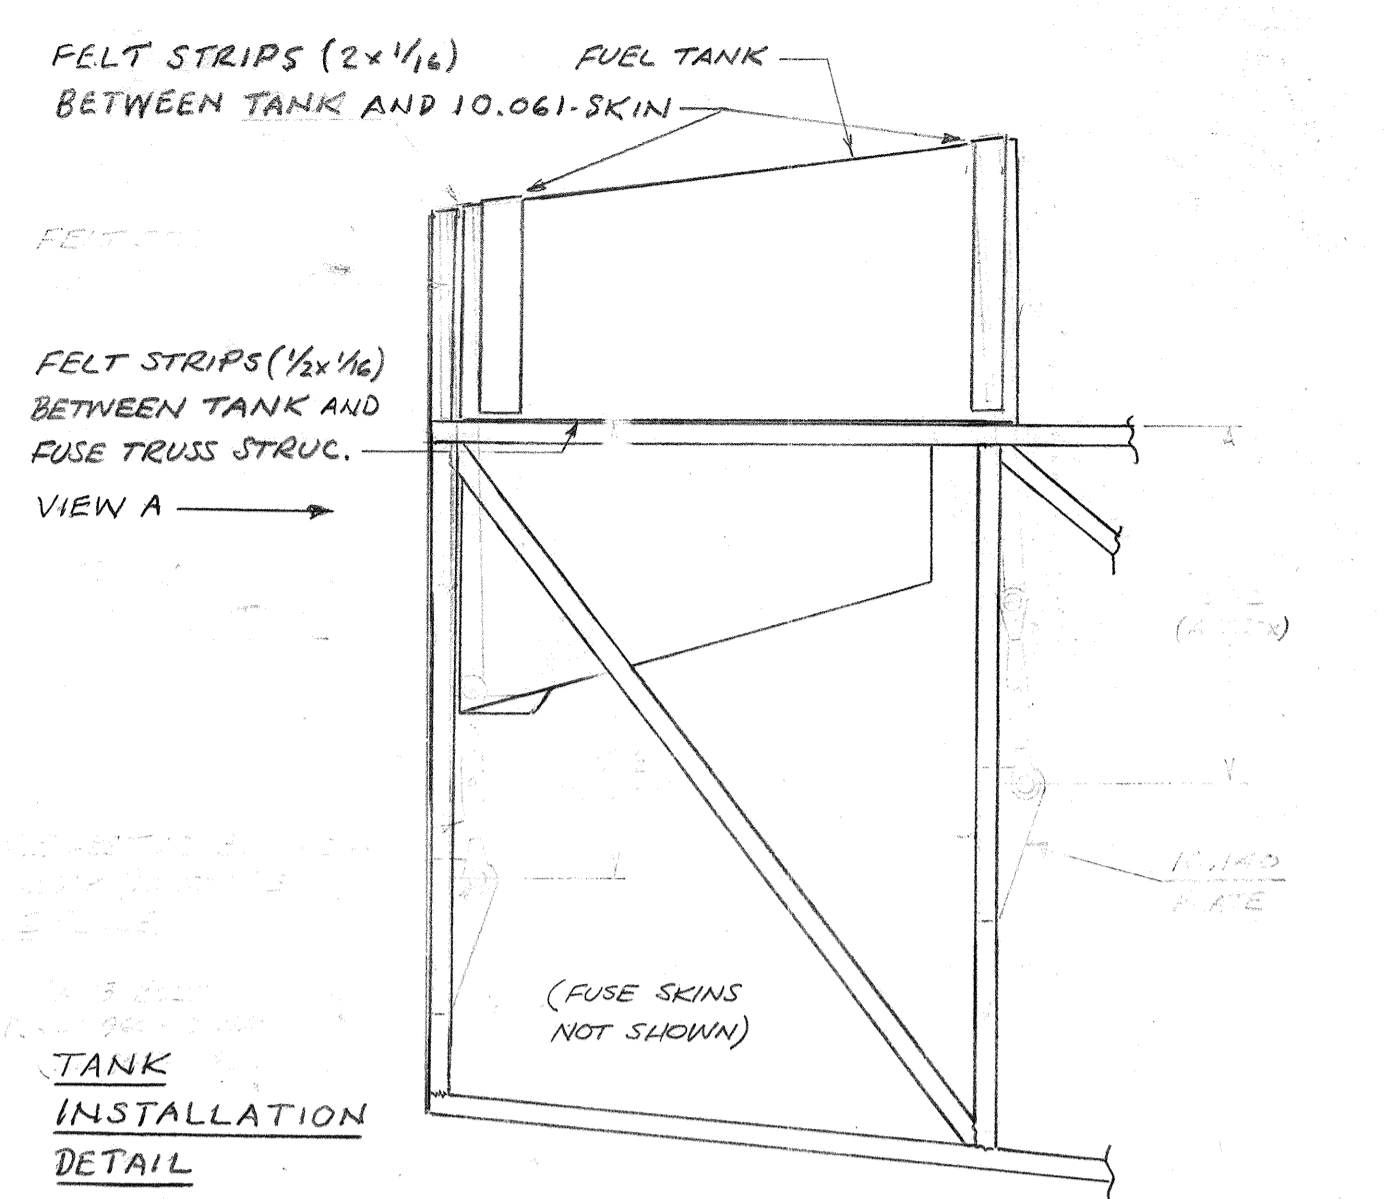 FELT STRIPS (2 x 1/16)
BETWEEN TANK AND 10.061-SKIN
FUEL TANK
FELT STRIPS (1/2 x 1/16)
BETWEEN TANK AND
FUSE TRUSS STRUC.
VIEW A
(FUSE SKINS
NOT SHOWN)
TANK
INSTALLATION
DETAIL